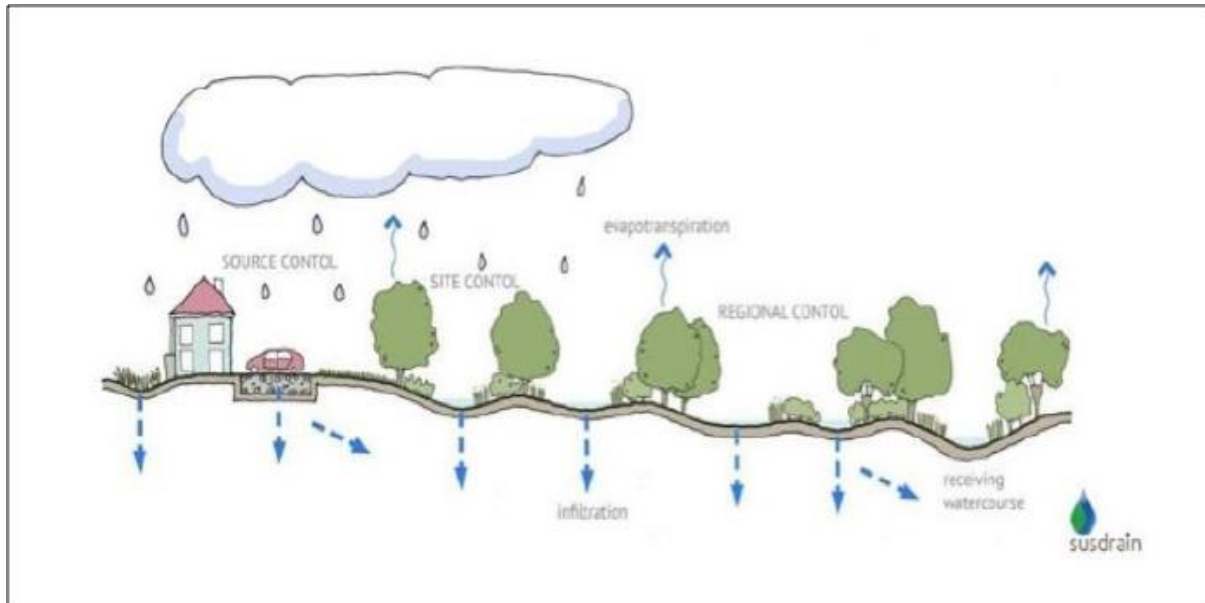 evapotranspiration
SOURCE CONTOL
SITE CONTOL
REGIONAL CONTOL
infiltration
receiving
watercourse
susdrain